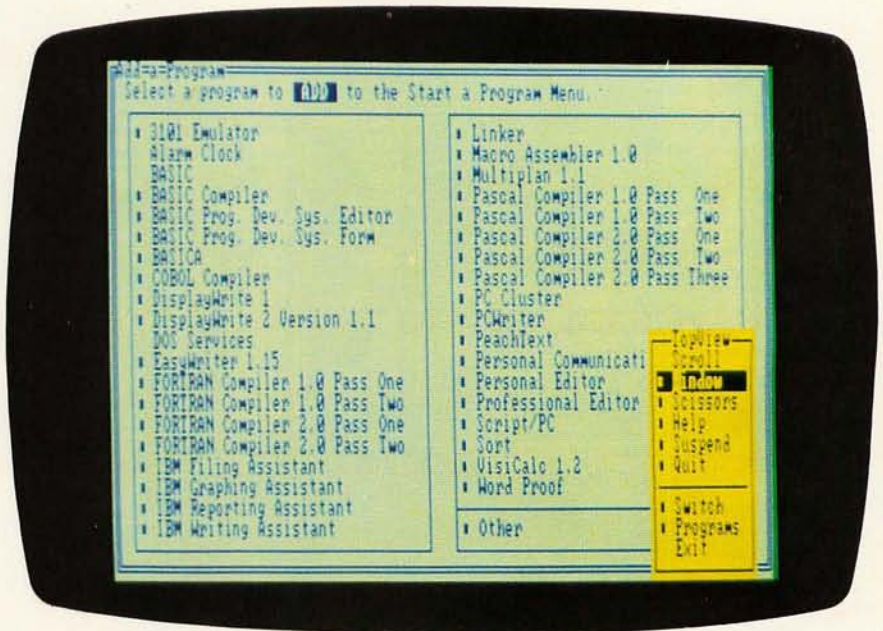 Add-a-Program
Select a program to ADD to the Start a Program Menu.
3101 Emulator
Alarm Clock
BASIC
BASIC Compiler
BASIC Prog. Dev. Sys. Editor
BASIC Prog. Dev. Sys. Form
BASICA
COBOL Compiler
DisplayWrite 1
DisplayWrite 2 Version 1.1
DOS Services
EasyWriter 1.15
FORTRAN Compiler 1.0 Pass One
FORTRAN Compiler 1.0 Pass Two
FORTRAN Compiler 2.0 Pass One
FORTRAN Compiler 2.0 Pass Two
IBM Filing Assistant
IBM Graphing Assistant
IBM Reporting Assistant
IBM Writing Assistant
Linker
Macro Assembler 1.0
Multiplan 1.1
Pascal Compiler 1.0 Pass One
Pascal Compiler 1.0 Pass Two
Pascal Compiler 2.0 Pass One
Pascal Compiler 2.0 Pass Two
Pascal Compiler 2.0 Pass Three
PC Cluster
PCWriter
PeachText
Personal Communicati
Personal Editor
Professional Editor
Script/PC
Sort
VisiCalc 1.2
Word Proof
Other
TopView
Scroll
Window
Scissors
Help
Suspend
Quit
Switch
Programs
Exit